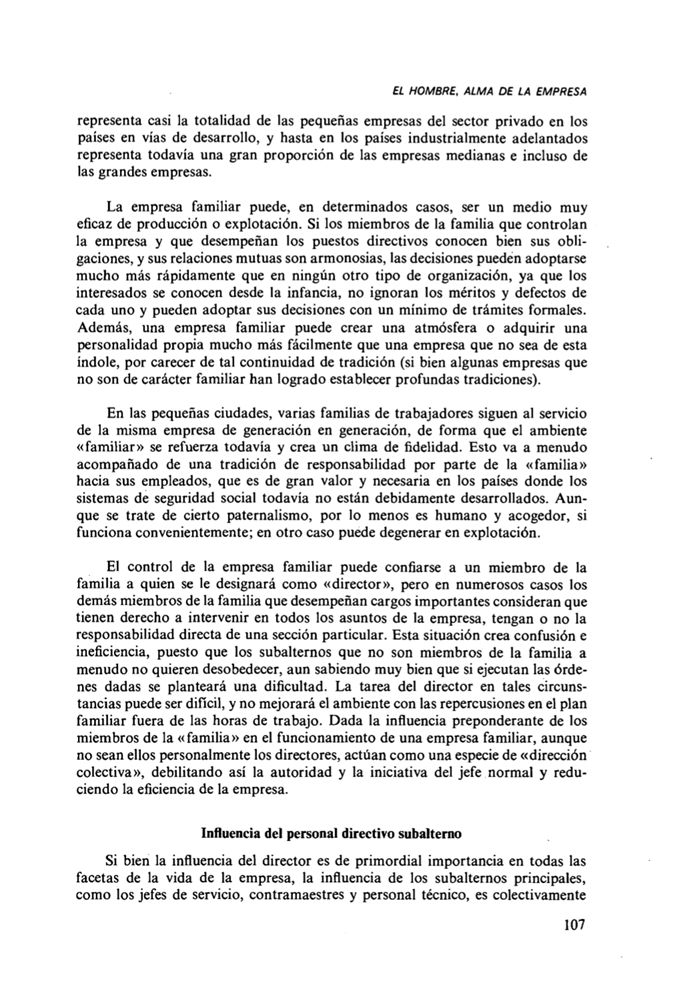 EL HOMBRE, ALMA DE LA EMPRESA
representa casi la totalidad de las pequeñas empresas del sector privado en los
países en vías de desarrollo, y hasta en los países industrialmente adelantados
representa todavía una gran proporción de las empresas medianas e incluso de
las grandes empresas.
La empresa familiar puede, en determinados casos, ser un medio muy
eficaz de producción o explotación. Si los miembros de la familia que controlan
la empresa y que desempeñan los puestos directivos conocen bien sus obli-
gaciones, y sus relaciones mutuas son armonosias, las decisiones pueden adoptarse
mucho más rápidamente que en ningún otro tipo de organización, ya que los
interesados se conocen desde la infancia, no ignoran los méritos y defectos de
cada uno y pueden adoptar sus decisiones con un mínimo de trámites formales.
Además, una empresa familiar puede crear una atmósfera o adquirir una
personalidad propia mucho más fácilmente que una empresa que no sea de esta
índole, por carecer de tal continuidad de tradición (si bien algunas empresas que
no son de carácter familiar han logrado establecer profundas tradiciones).
En las pequeñas ciudades, varias familias de trabajadores siguen al servicio
de la misma empresa de generación en generación, de forma que el ambiente
«familiar» se refuerza todavía y crea un clima de fidelidad. Esto va a menudo
acompañado de una tradición de responsabilidad por parte de la «familia»
hacia sus empleados, que es de gran valor y necesaria en los países donde los
sistemas de seguridad social todavía no están debidamente desarrollados. Aun-
que se trate de cierto paternalismo, por lo menos es humano y acogedor, si
funciona convenientemente; en otro caso puede degenerar en explotación.
El control de la empresa familiar puede confiarse a un miembro de la
familia a quien se le designará como «director», pero en numerosos casos los
demás miembros de la familia que desempeñan cargos importantes consideran que
tienen derecho a intervenir en todos los asuntos de la empresa, tengan o no la
responsabilidad directa de una sección particular. Esta situación crea confusión e
ineficiencia, puesto que los subalternos que no son miembros de la familia a
menudo no quieren desobedecer, aun sabiendo muy bien que si ejecutan las órde-
nes dadas se planteará una dificultad. La tarea del director en tales circuns-
tancias puede ser difícil, y no mejorará el ambiente con las repercusiones en el plan
familiar fuera de las horas de trabajo. Dada la influencia preponderante de los
miembros de la «familia» en el funcionamiento de una empresa familiar, aunque
no sean ellos personalmente los directores, actúan como una especie de «dirección
colectiva», debilitando así la autoridad y la iniciativa del jefe normal y redu-
ciendo la eficiencia de la empresa.
Influencia del personal directivo subalterno
Si bien la influencia del director es de primordial importancia en todas las
facetas de la vida de la empresa, la influencia de los subalternos principales,
como los jefes de servicio, contramaestres y personal técnico, es colectivamente
107